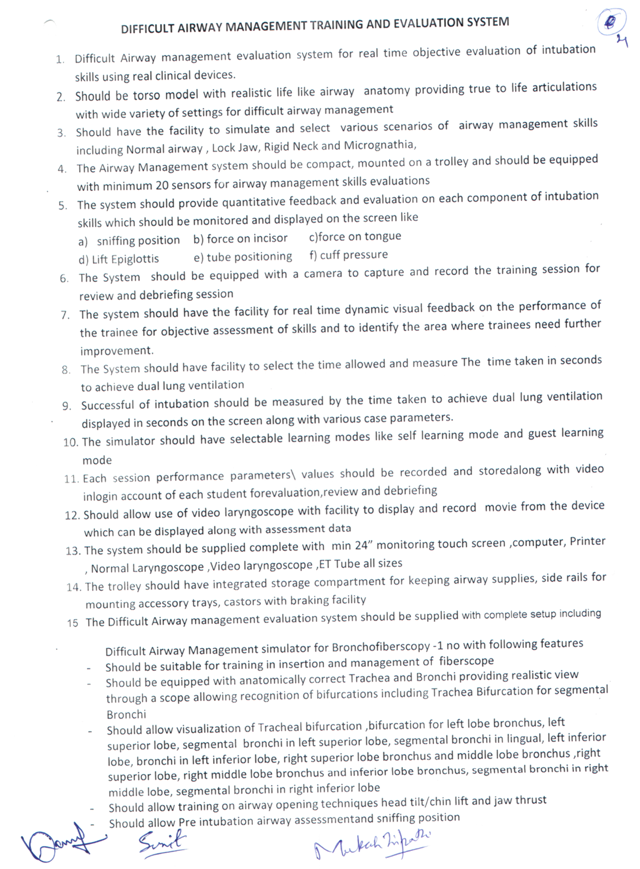 DIFFICULT AIRWAY MANAGEMENT TRAINING AND EVALUATION SYSTEM
1. Difficult Airway management evaluation system for real time objective evaluation of intubation
skills using real clinical devices.
2. Should be torso model with realistic life like airway anatomy providing true to life articulations
with wide variety of settings for difficult airway management
3. Should have the facility to simulate and select various scenarios of airway management skills
including Normal airway , Lock Jaw, Rigid Neck and Micrognathia,
4. The Airway Management system should be compact, mounted on a trolley and should be equipped
with minimum 20 sensors for airway management skills evaluations
5. The system should provide quantitative feedback and evaluation on each component of intubation
skills which should be monitored and displayed on the screen like
a) sniffing position b) force on incisor c)force on tongue
d) Lift Epiglottis e) tube positioning f) cuff pressure
6. The System should be equipped with a camera to capture and record the training session for
review and debriefing session
7. The system should have the facility for real time dynamic visual feedback on the performance of
the trainee for objective assessment of skills and to identify the area where trainees need further
improvement.
8. The System should have facility to select the time allowed and measure The time taken in seconds
to achieve dual lung ventilation
9. Successful of intubation should be measured by the time taken to achieve dual lung ventilation
displayed in seconds on the screen along with various case parameters.
10. The simulator should have selectable learning modes like self learning mode and guest learning
mode
11. Each session performance parameters\ values should be recorded and storedalong with video
inlogin account of each student forevaluation,review and debriefing
12. Should allow use of video laryngoscope with facility to display and record movie from the device
which can be displayed along with assessment data
13. The system should be supplied complete with min 24" monitoring touch screen ,computer, Printer
, Normal Laryngoscope ,Video laryngoscope ,ET Tube all sizes
14. The trolley should have integrated storage compartment for keeping airway supplies, side rails for
mounting accessory trays, castors with braking facility
15 The Difficult Airway management evaluation system should be supplied with complete setup including
Difficult Airway Management simulator for Bronchofiberscopy -1 no with following features
- Should be suitable for training in insertion and management of fiberscope
- Should be equipped with anatomically correct Trachea and Bronchi providing realistic view
through a scope allowing recognition of bifurcations including Trachea Bifurcation for segmental
Bronchi
- Should allow visualization of Tracheal bifurcation ,bifurcation for left lobe bronchus, left
superior lobe, segmental bronchi in left superior lobe, segmental bronchi in lingual, left inferior
lobe, bronchi in left inferior lobe, right superior lobe bronchus and middle lobe bronchus ,right
superior lobe, right middle lobe bronchus and inferior lobe bronchus, segmental bronchi in right
middle lobe, segmental bronchi in right inferior lobe
- Should allow training on airway opening techniques head tilt/chin lift and jaw thrust
- Should allow Pre intubation airway assessmentand sniffing position
Sunit